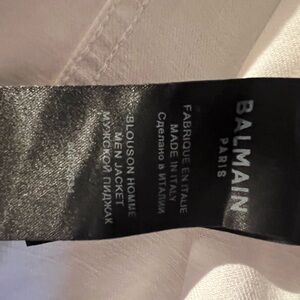 BALMAIN
PARIS
FABRIQUE EN ITALIE
MADE IN ITALY
Сделано в ИТАЛИИ
BLOUSON HOMME
MEN JACKET
МУЖСКОЙ ПИДЖАК